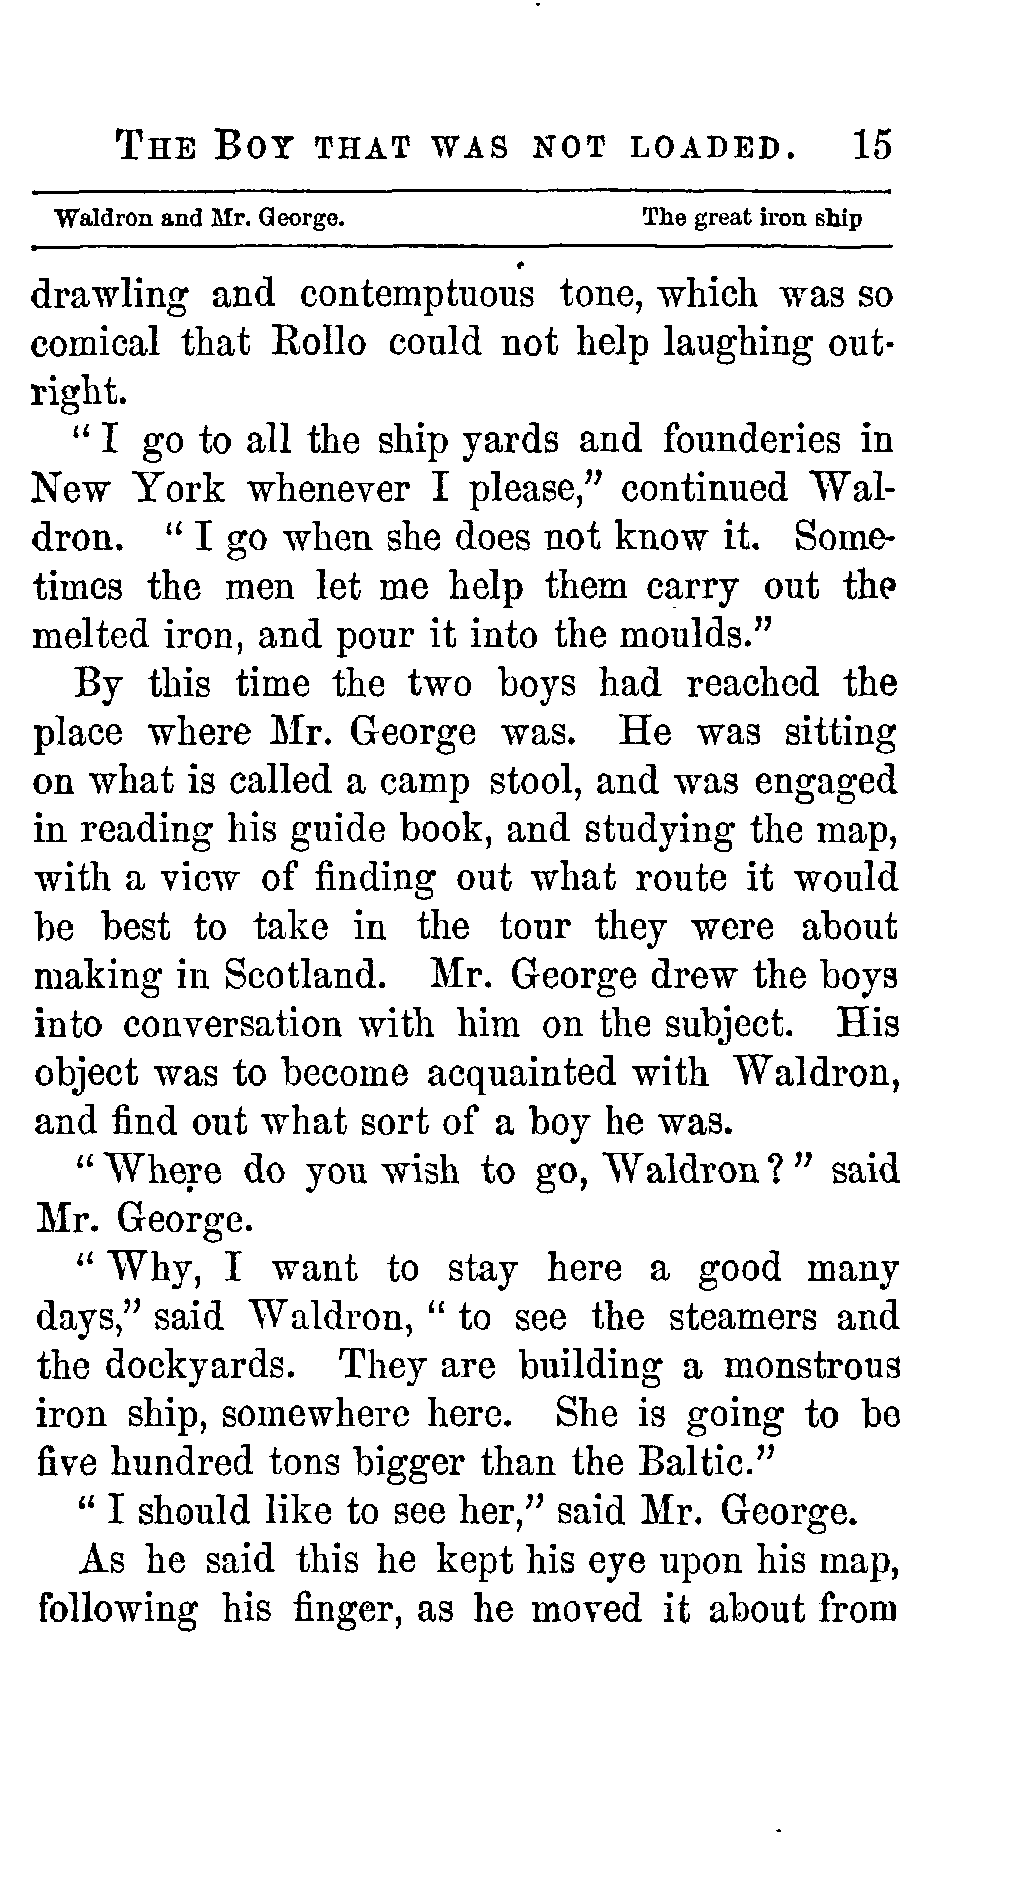 THE BOY THAT WAS NOT LOADED. 15
Waldron and Mr. George. The great iron ship
drawling and contemptuous tone, which was so
comical that Rollo could not help laughing out-
right.
"I go to all the ship yards and founderies in
New York whenever I please," continued Wal-
dron. "I go when she does not know it. Some-
times the men let me help them carry out the
melted iron, and pour it into the moulds."
By this time the two boys had reached the
place where Mr. George was. He was sitting
on what is called a camp stool, and was engaged
in reading his guide book, and studying the map,
with a view of finding out what route it would
be best to take in the tour they were about
making in Scotland. Mr. George drew the boys
into conversation with him on the subject. His
object was to become acquainted with Waldron,
and find out what sort of a boy he was.
"Where do you wish to go, Waldron?" said
Mr. George.
"Why, I want to stay here a good many
days," said Waldron, "to see the steamers and
the dockyards. They are building a monstrous
iron ship, somewhere here. She is going to be
five hundred tons bigger than the Baltic."
"I should like to see her," said Mr. George.
As he said this he kept his eye upon his map,
following his finger, as he moved it about from